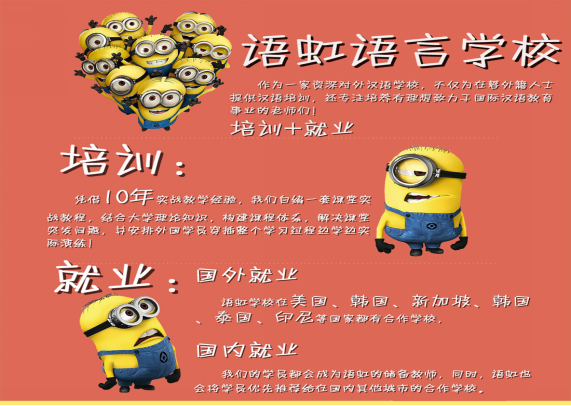 语虹语言学校
作为一家资深对外汉语学校，不仅为在琴外籍人士
提供汉语培训，还专注培养有理想致力于国际汉语教育
事业的老师们！
培训+就业
培训：
凭借10年实战教学经验，我们自编一套课堂实
战教程，结合大学理论知识，构建课程体系，解决课堂
突发问题，并安排外国学员穿插整个学习过程边学边实
际演练！
就业：
国外就业
语虹学校在美国、韩国、新加坡、韩国
、泰国、印尼等国家都有合作学校。
国内就业
我们的学员都会成为语虹的储备教师，同时，语虹也
会将学员优先推荐给在国内其他城市的合作学校。